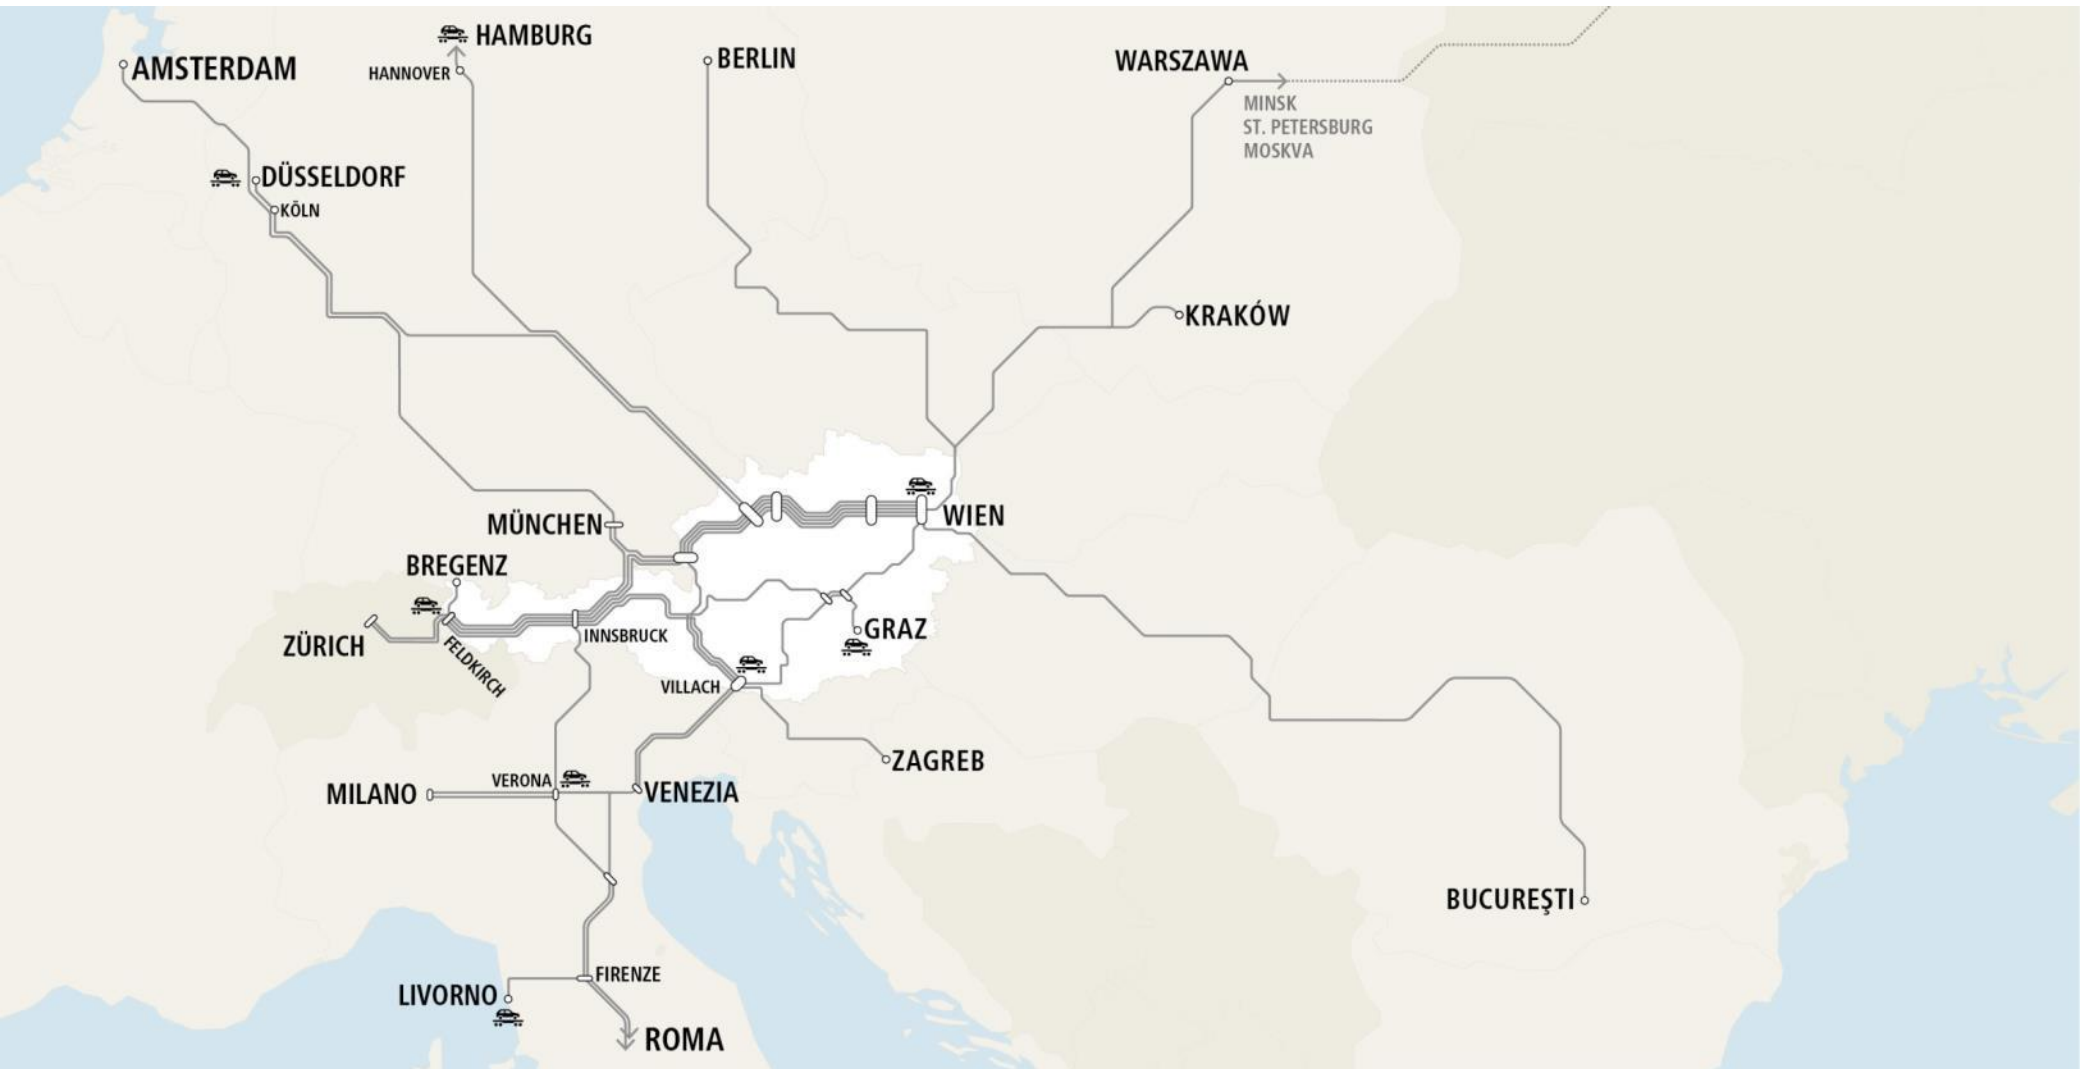 HAMBURG
BERLIN
WARSZAWA
AMSTERDAM
HANNOVER
MINSK
ST. PETERSBURG
MOSKVA
DÜSSELDORF
KÖLN
KRAKÓW
MÜNCHEN
WIEN
BREGENZ
ZÜRICH
FELDKIRCH
INNSBRUCK
GRAZ
VILLACH
ZAGREB
VERONA
MILANO
VENEZIA
BUCUREŞTI
FIRENZE
LIVORNO
ROMA